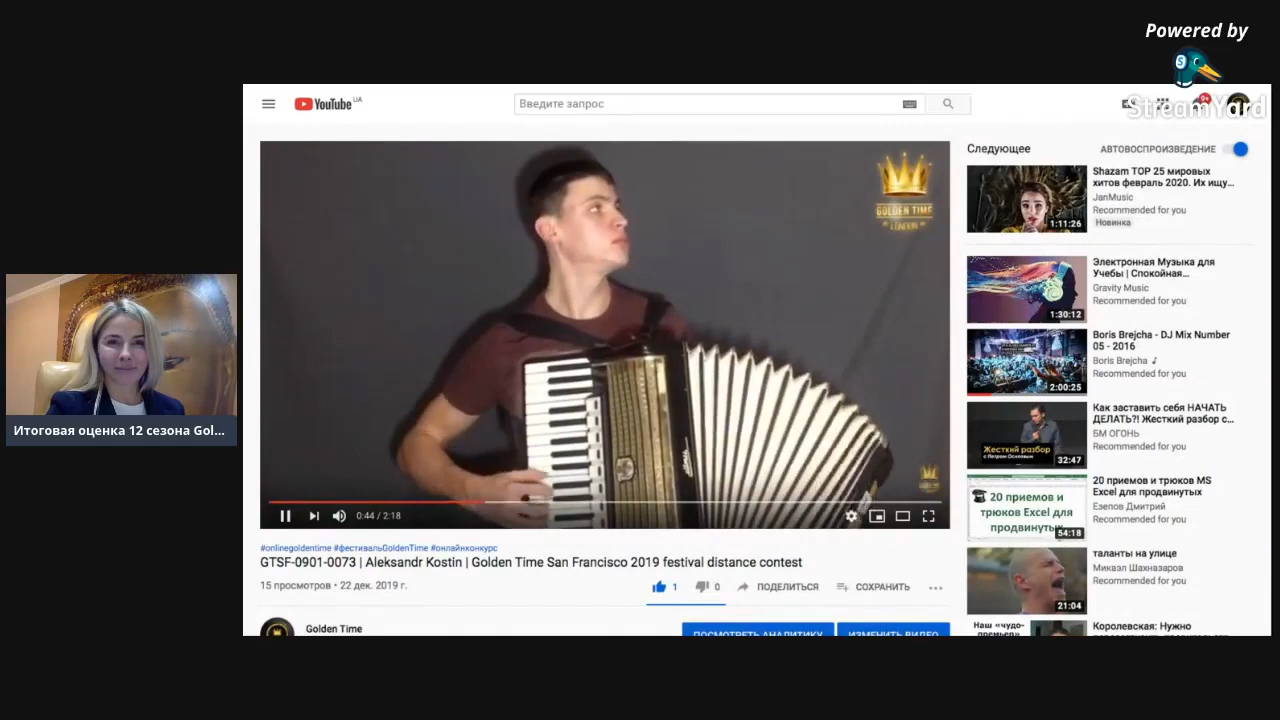 Powered by
StreamYard
YouTube UA
Введите запрос
9+
GOLDEN TIME
LONDON
0:44 / 2:18
#onlinegoldentime #фестивальGoldenTime #онлайнконкурс
GTSF-0901-0073 | Aleksandr Kostin | Golden Time San Francisco 2019 festival distance contest
15 просмотров • 22 дек. 2019 г.
1
0
ПОДЕЛИТЬСЯ
СОХРАНИТЬ
Golden Time
ПОСМОТРЕТЬ АНАЛИТИКУ
ИЗМЕНИТЬ ВИДЕО
Итоговая оценка 12 сезона Gol...
Следующее
АВТОВОСПРОИЗВЕДЕНИЕ
1:11:26
Shazam TOP 25 мировых
хитов февраль 2020. Их ищу...
JanMusic
Recommended for you
Новинка
1:30:12
Электронная Музыка для
Учебы | Спокойная...
Gravity Music
Recommended for you
2:00:25
Boris Brejcha - DJ Mix Number
05 - 2016
Boris Brejcha
Recommended for you
Жесткий разбор
с Петром Осиповым
32:47
Как заставить себя НАЧАТЬ
ДЕЛАТЬ?! Жесткий разбор с...
БМ ОГОНЬ
Recommended for you
20 приемов и
трюков Excel для
продвинутых
54:18
20 приемов и трюков MS
Excel для продвинутых
Езепов Дмитрий
Recommended for you
21:04
таланты на улице
Микаэл Шахназаров
Recommended for you
Наш «чудо-
премьер»
Королевская: Нужно